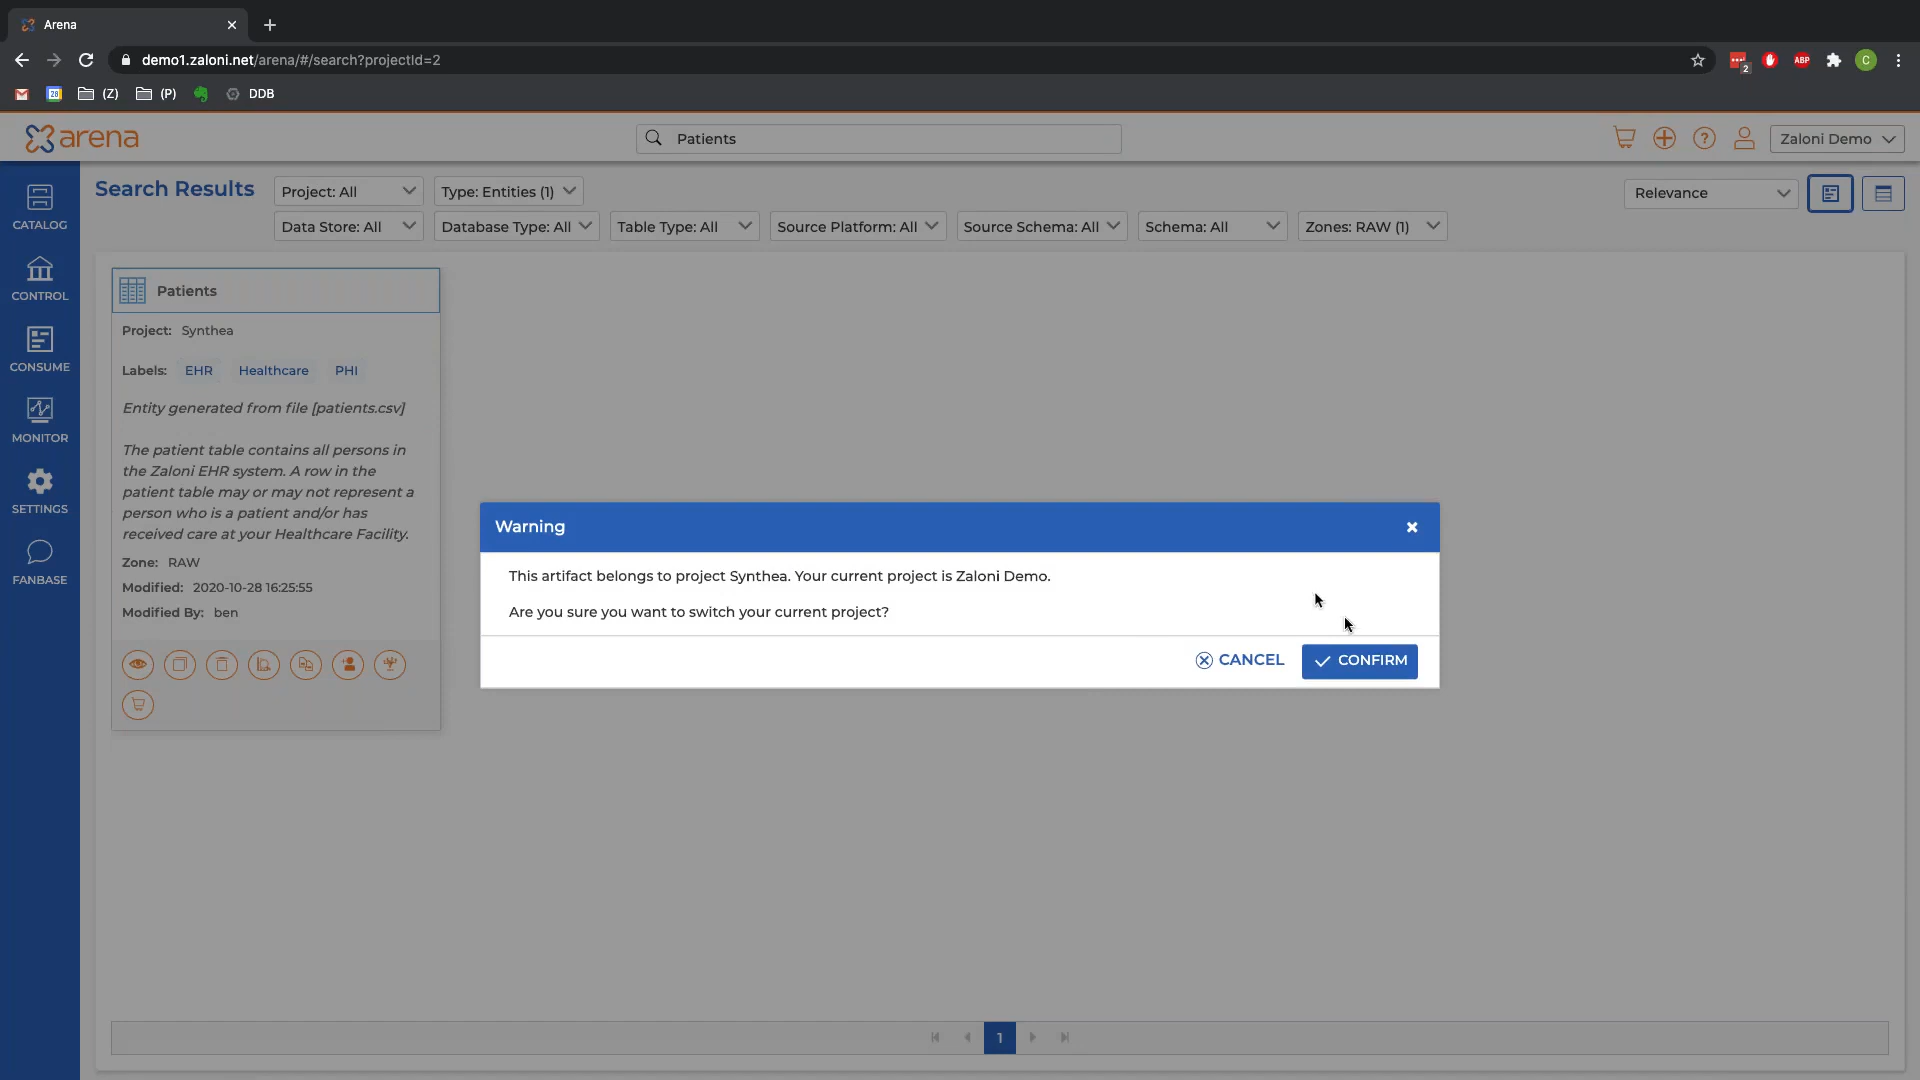 Arena
demo1.zaloni.net/arena/#/search?projectId=2
2
ABP
C
28
(Z)
(P)
DDB
arena
Patients
Zaloni Demo
Search Results
Project: All
Type: Entities (1)
Relevance
Data Store: All
Database Type: All
Table Type: All
Source Platform: All
Source Schema: All
Schema: All
Zones: RAW (1)
CATALOG
CONTROL
CONSUME
MONITOR
SETTINGS
FANBASE
Patients
Project: Synthea
Labels: EHR Healthcare PHI
Entity generated from file [patients.csv]
The patient table contains all persons in
the Zaloni EHR system. A row in the
patient table may or may not represent a
person who is a patient and/or has
received care at your Healthcare Facility.
Zone: RAW
Modified: 2020-10-28 16:25:55
Modified By: ben
Warning
This artifact belongs to project Synthea. Your current project is Zaloni Demo.
Are you sure you want to switch your current project?
CANCEL
CONFIRM
1